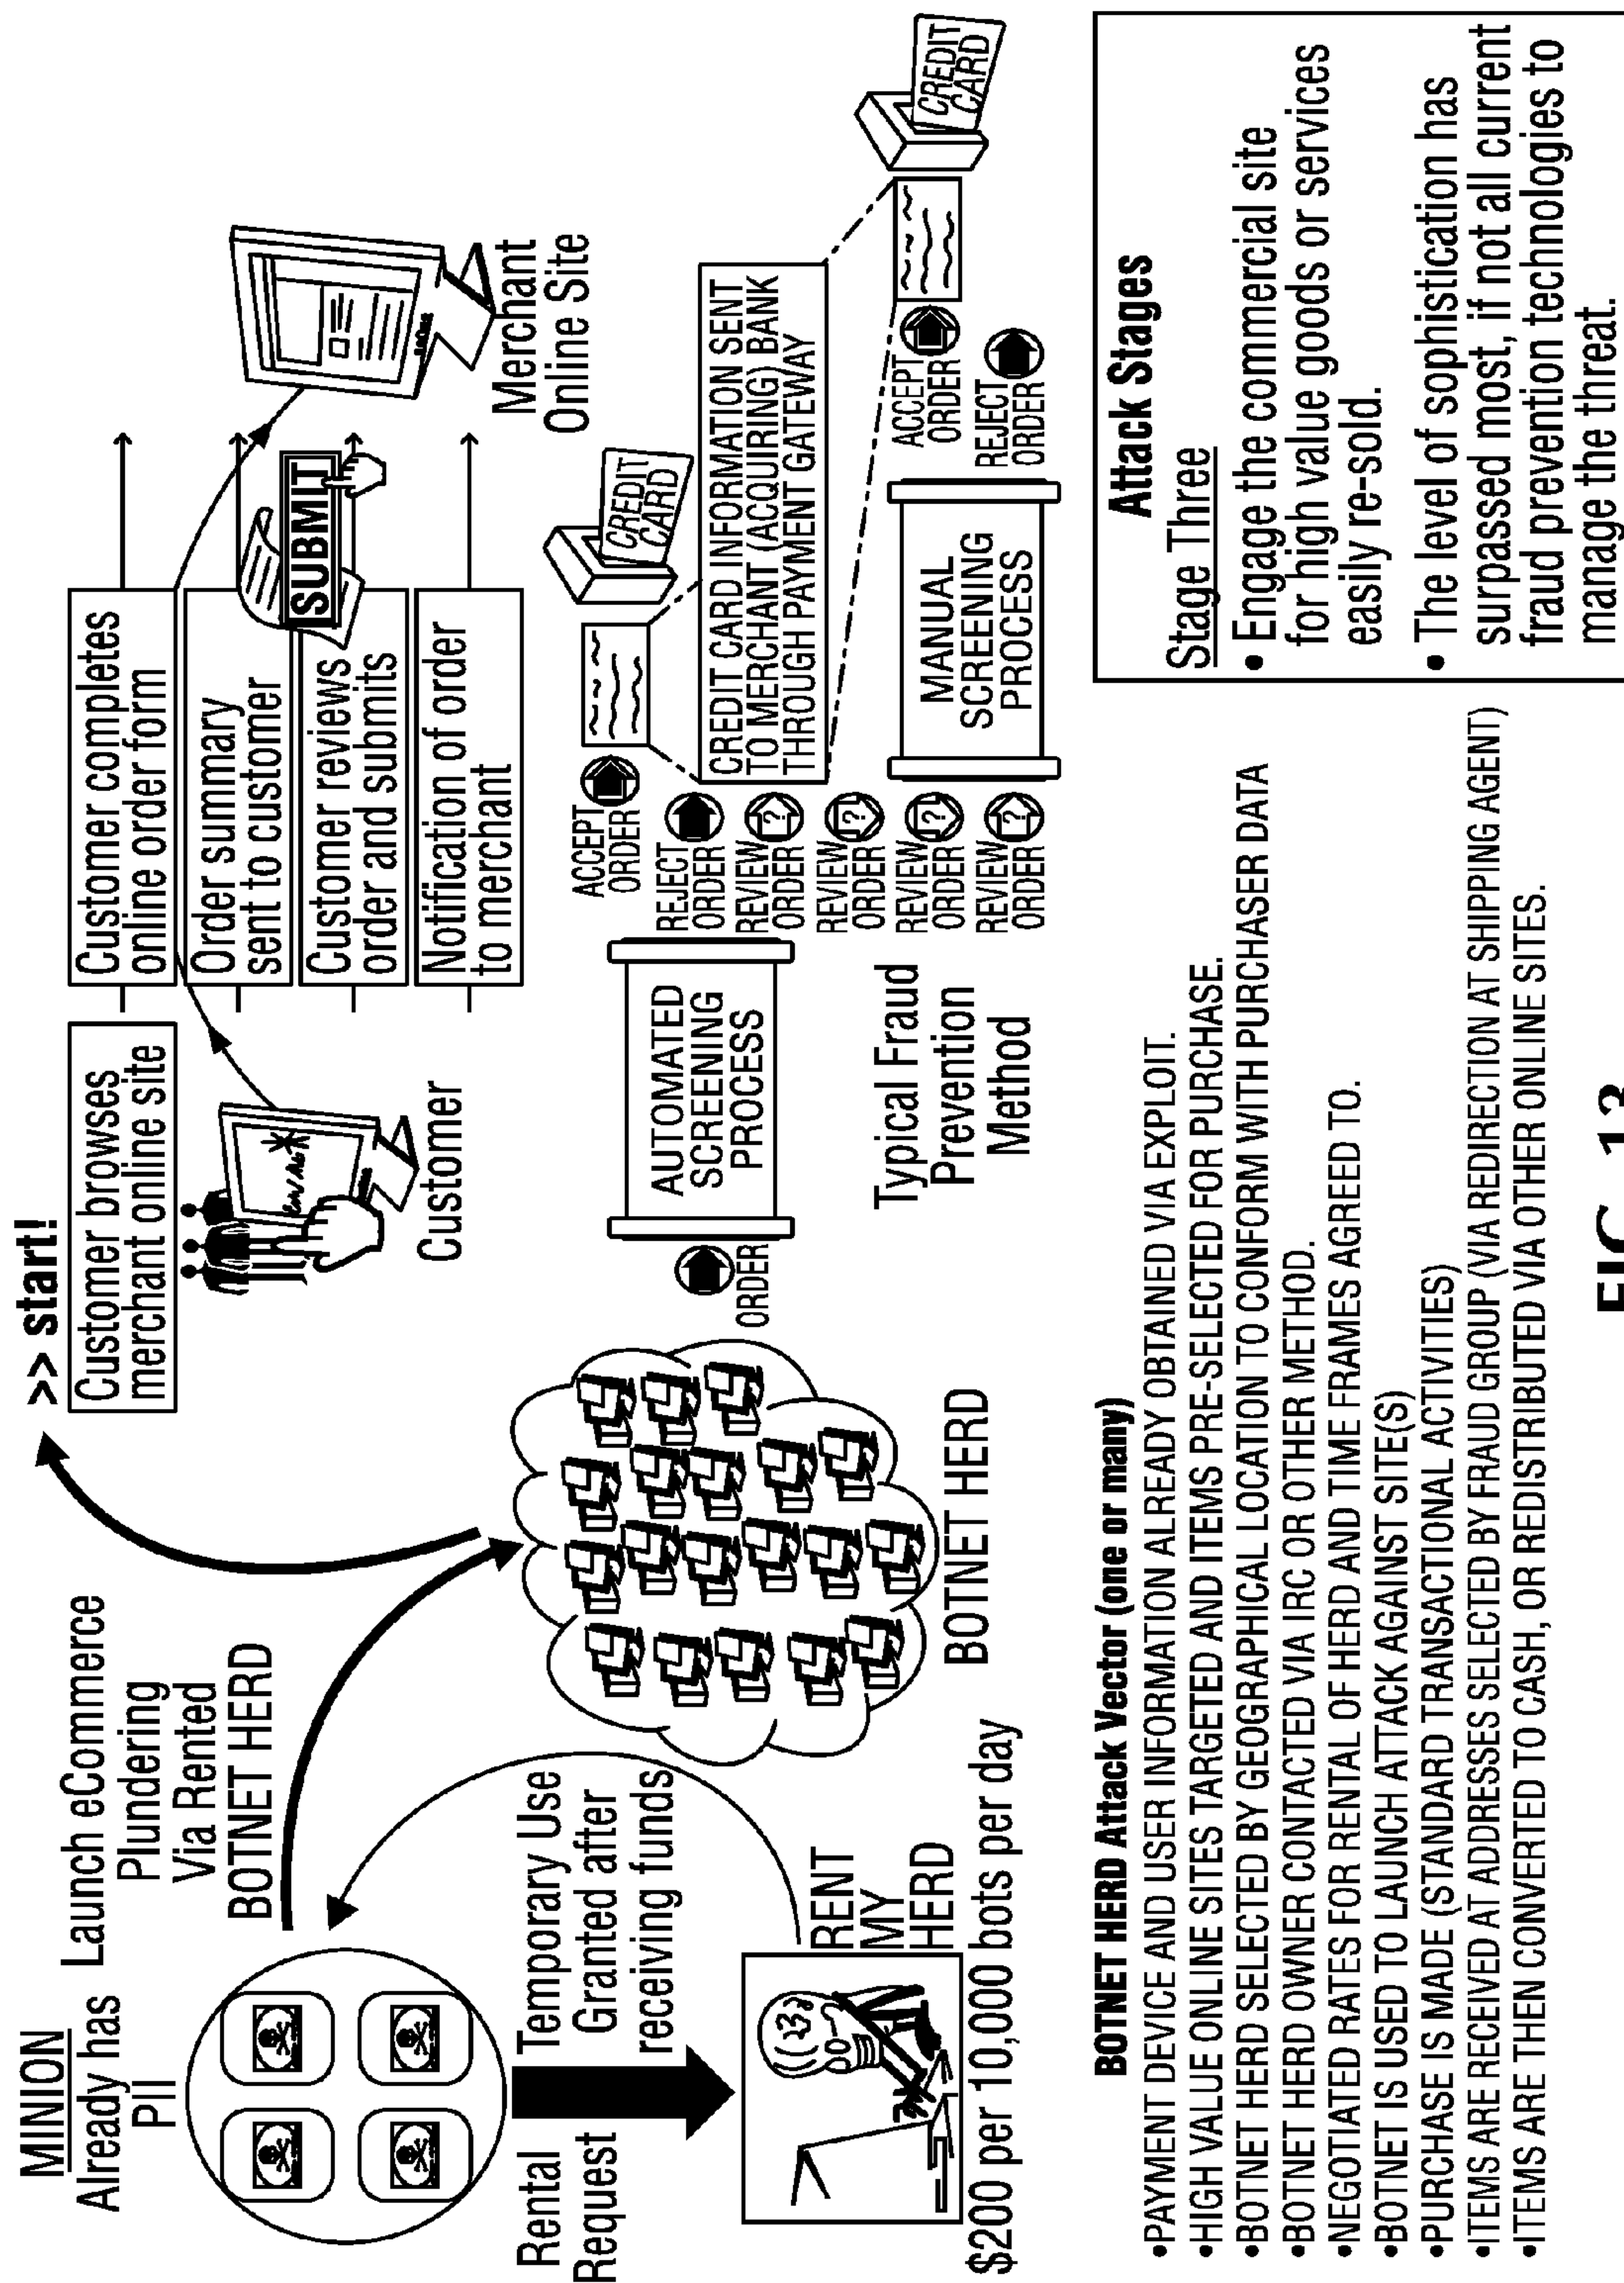 MINION
Already has
PII
Launch eCommerce
Plundering
Via Rented
BOTNET HERD
Rental
Request
Temporary Use
Granted after
receiving funds
RENT
MY
HERD
$200 per 10,000 bots per day
BOTNET HERD
>> start!
Customer browses
merchant online site
Customer
Customer completes
online order form
Order summary
sent to customer
Customer reviews
order and submits
Notification of order
to merchant
SUBMIT
Merchant
Online Site
ORDER
AUTOMATED
SCREENING
PROCESS
Typical Fraud
Prevention
Method
ACCEPT
ORDER
REJECT
ORDER
REVIEW
ORDER
?
REVIEW
ORDER
?
REVIEW
ORDER
?
REVIEW
ORDER
?
CREDIT
CARD
CREDIT CARD INFORMATION SENT
TO MERCHANT (ACQUIRING) BANK
THROUGH PAYMENT GATEWAY
MANUAL
SCREENING
PROCESS
ACCEPT
ORDER
REJECT
ORDER
CREDIT
CARD
BOTNET HERD Attack Vector (one or many)
•PAYMENT DEVICE AND USER INFORMATION ALREADY OBTAINED VIA EXPLOIT.
•HIGH VALUE ONLINE SITES TARGETED AND ITEMS PRE-SELECTED FOR PURCHASE.
•BOTNET HERD SELECTED BY GEOGRAPHICAL LOCATION TO CONFORM WITH PURCHASER DATA
•BOTNET HERD OWNER CONTACTED VIA IRC OR OTHER METHOD.
•NEGOTIATED RATES FOR RENTAL OF HERD AND TIME FRAMES AGREED TO.
•BOTNET IS USED TO LAUNCH ATTACK AGAINST SITE(S)
•PURCHASE IS MADE (STANDARD TRANSACTIONAL ACTIVITIES)
•ITEMS ARE RECEIVED AT ADDRESSES SELECTED BY FRAUD GROUP (VIA REDIRECTION AT SHIPPING AGENT)
•ITEMS ARE THEN CONVERTED TO CASH, OR REDISTRIBUTED VIA OTHER ONLINE SITES.
Attack Stages
Stage Three
• Engage the commercial site
for high value goods or services
easily re-sold.
• The level of sophistication has
surpassed most, if not all current
fraud prevention technologies to
manage the threat.